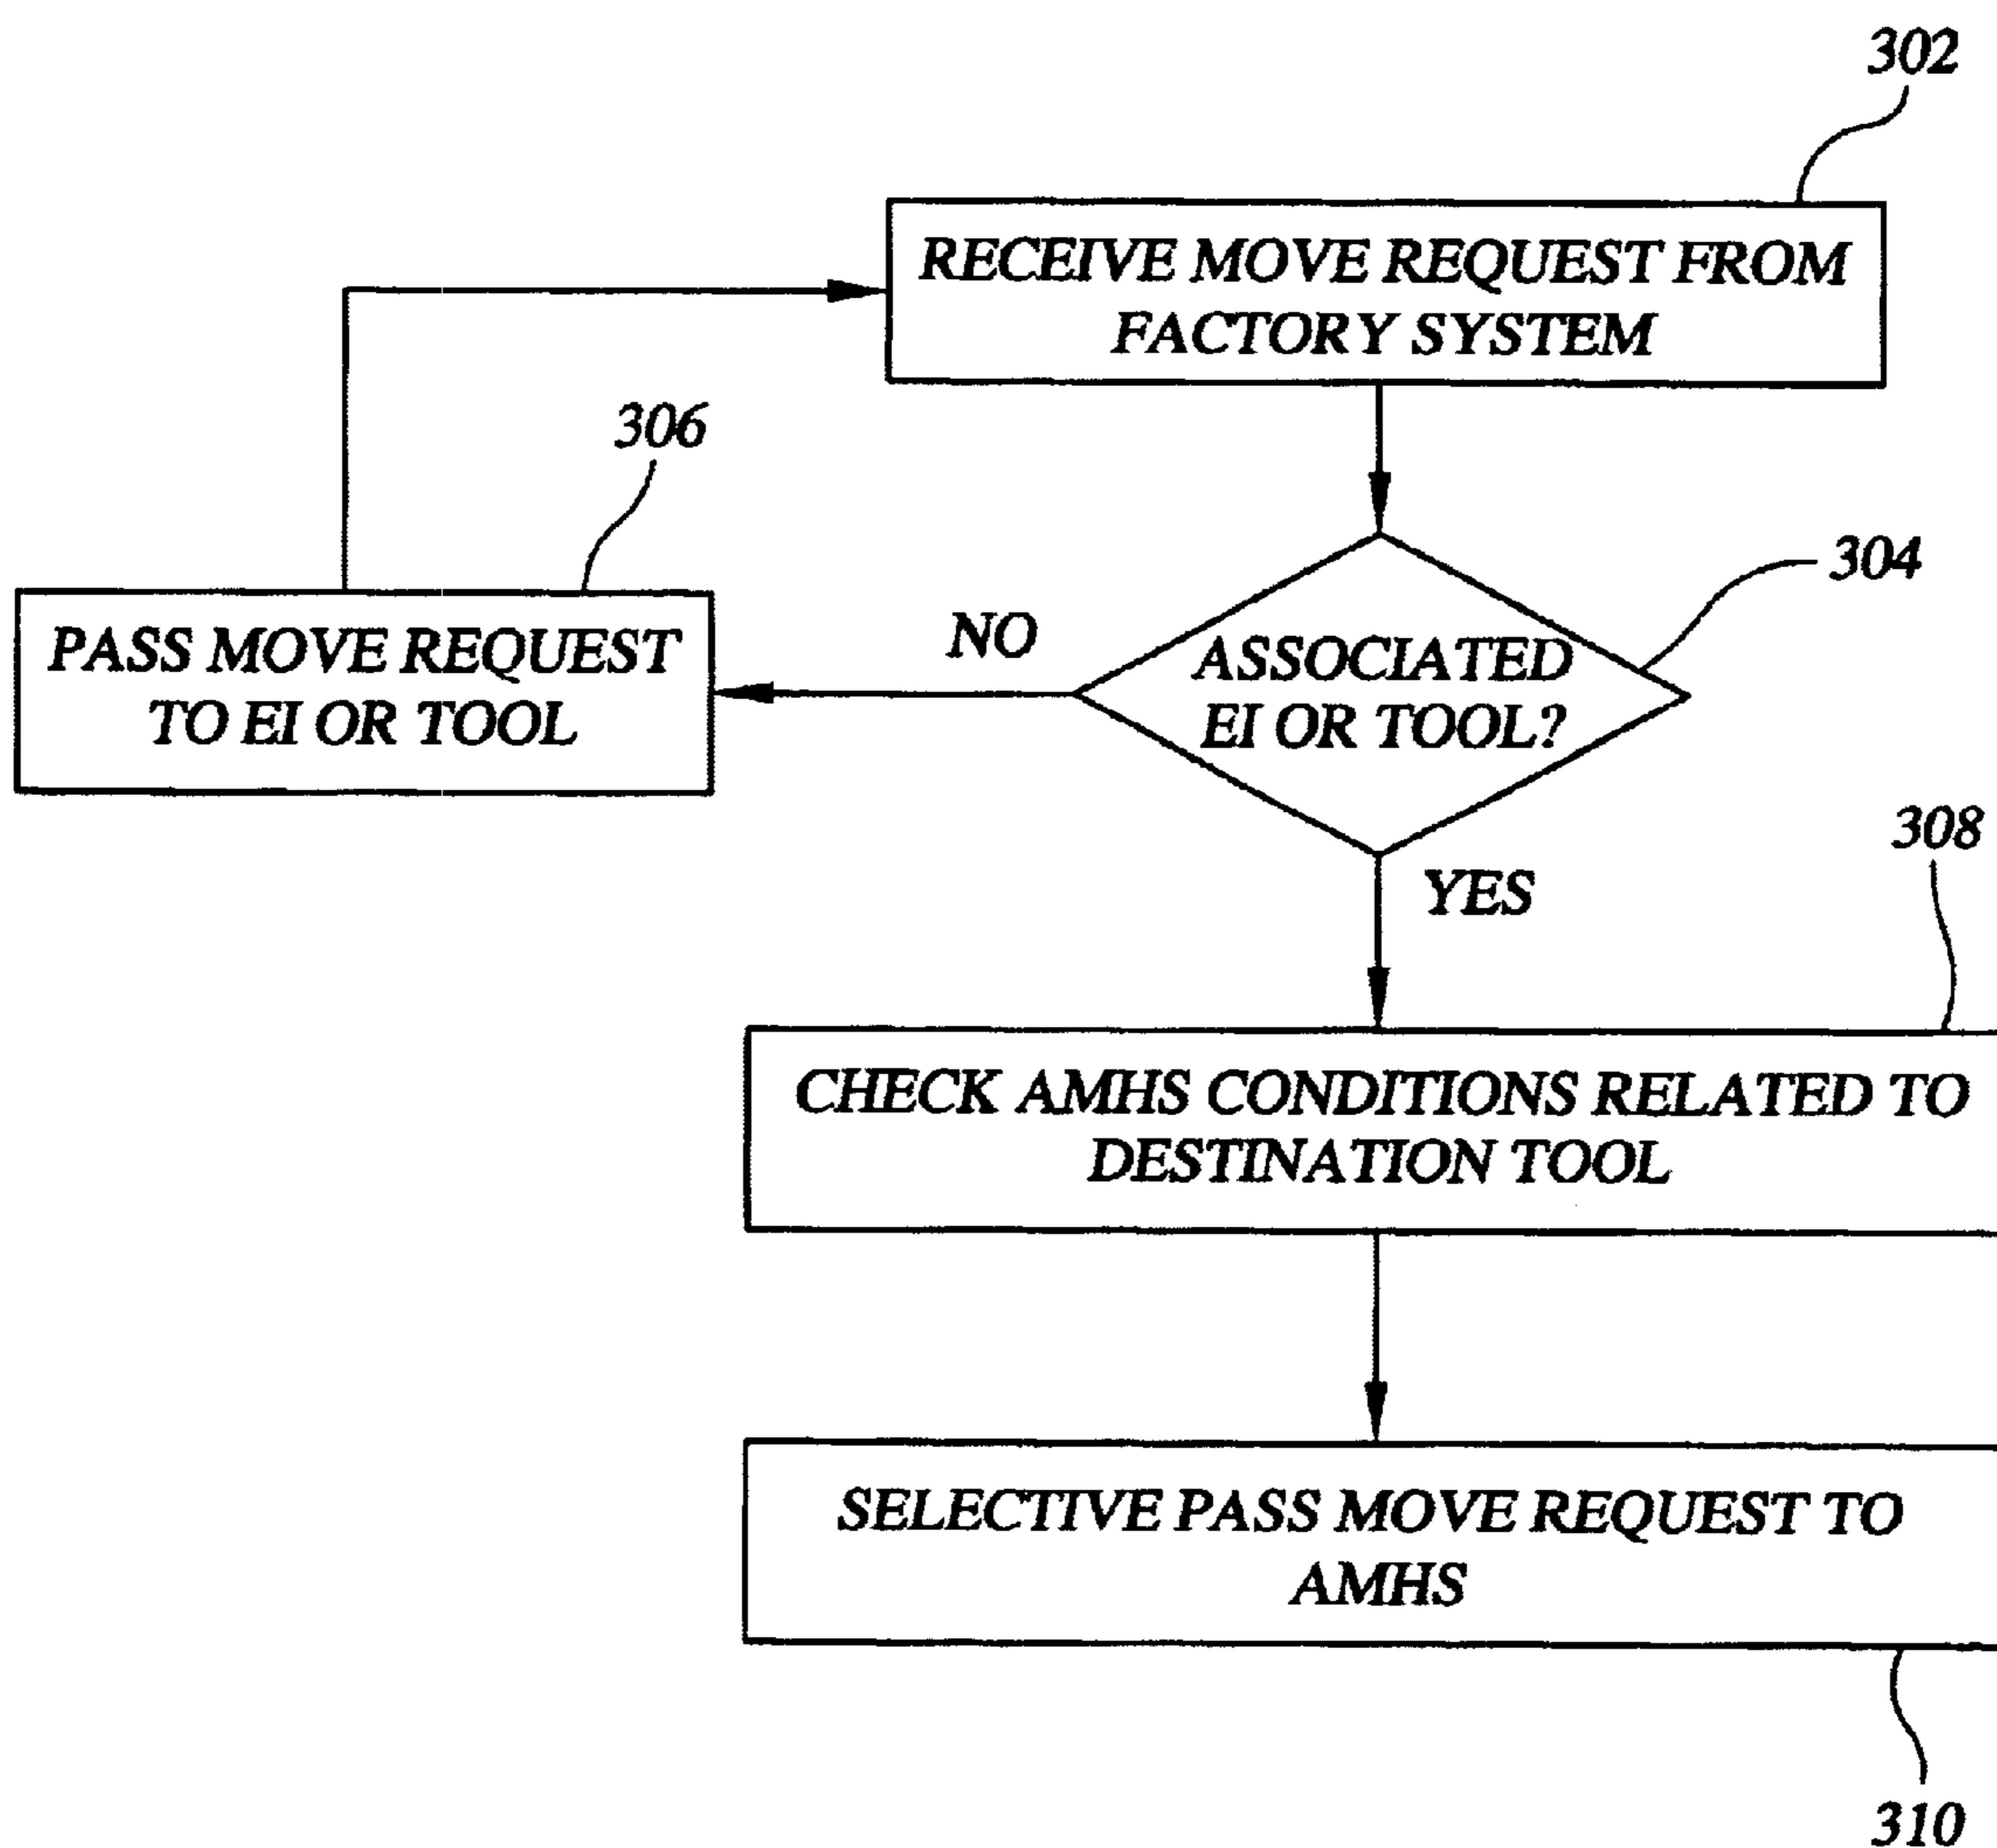 302
RECEIVE MOVE REQUEST FROM
FACTORY SYSTEM
306
304
PASS MOVE REQUEST
TO EI OR TOOL
NO
ASSOCIATED
EI OR TOOL?
YES
308
CHECK AMHS CONDITIONS RELATED TO
DESTINATION TOOL
SELECTIVE PASS MOVE REQUEST TO
AMHS
310